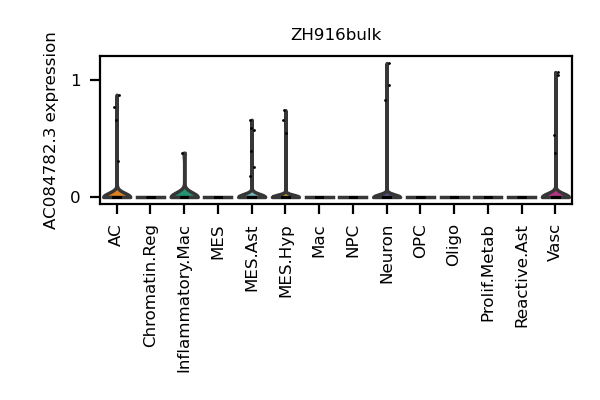 ZH916bulk
AC084782.3 expression
1
0
AC
Chromatin.Reg
Inflammatory.Mac
MES
MES.Ast
MES.Hyp
Mac
NPC
Neuron
OPC
Oligo
Prolif.Metab
Reactive.Ast
Vasc